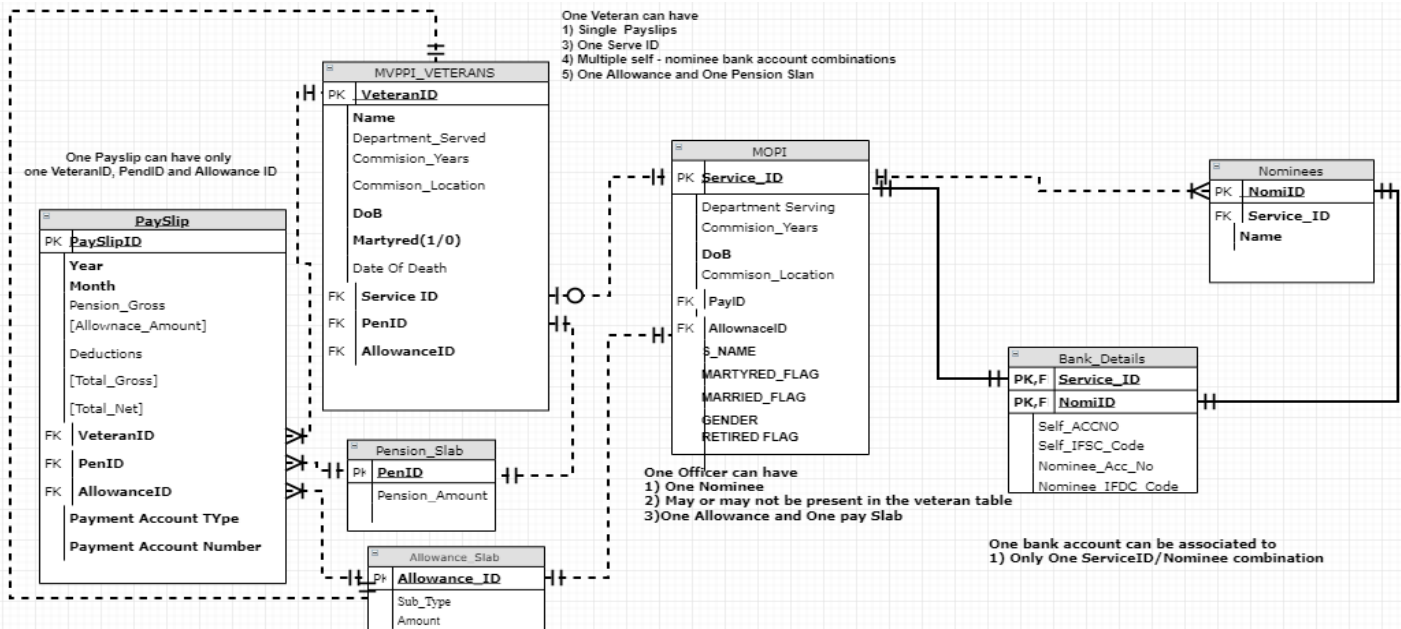 One Veteran can have
1) Single Payslips
3) One Serve ID
4) Multiple self - nominee bank account combinations
5) One Allowance and One Pension Slan
MVPPI_VETERANS
PK VeteranID
Name
Department_Served
Commision_Years
Commison_Location
DoB
Martyred(1/0)
Date Of Death
FK Service ID
FK PenID
FK AllowanceID
One Payslip can have only
one VeteranID, PendID and Allowance ID
PaySlip
PK PaySlipID
Year
Month
Pension_Gross
[Allownace_Amount]
Deductions
[Total_Gross]
[Total_Net]
FK VeteranID
FK PenID
FK AllowanceID
Payment Account TYpe
Payment Account Number
Pension_Slab
PK PenID
Pension_Amount
Allowance_Slab
PK Allowance_ID
Sub_Type
Amount
MOPI
PK Service_ID
Department Serving
Commision_Years
DoB
Commison_Location
FK PayID
FK AllownaceID
S_NAME
MARTYRED_FLAG
MARRIED_FLAG
GENDER
RETIRED FLAG
One Officer can have
1) One Nominee
2) May or may not be present in the veteran table
3)One Allowance and One pay Slab
Nominees
PK NomiID
FK Service_ID
Name
Bank_Details
PK,F Service_ID
PK,F NomiID
Self_ACCNO
Self_IFSC_Code
Nominee_Acc_No
Nominee_IFDC_Code
One bank account can be associated to
1) Only One ServiceID/Nominee combination